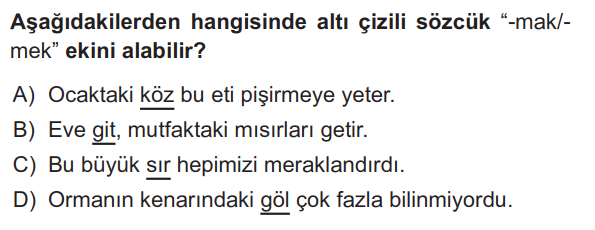 Aşağıdakilerden hangisinde altı çizili sözcük “-mak/-
mek” ekini alabilir?
A) Ocaktaki köz bu eti pişirmeye yeter.
B) Eve git, mutfaktaki mısırları getir.
C) Bu büyük sır hepimizi meraklandırdı.
D) Ormanın kenarındaki göl çok fazla bilinmiyordu.